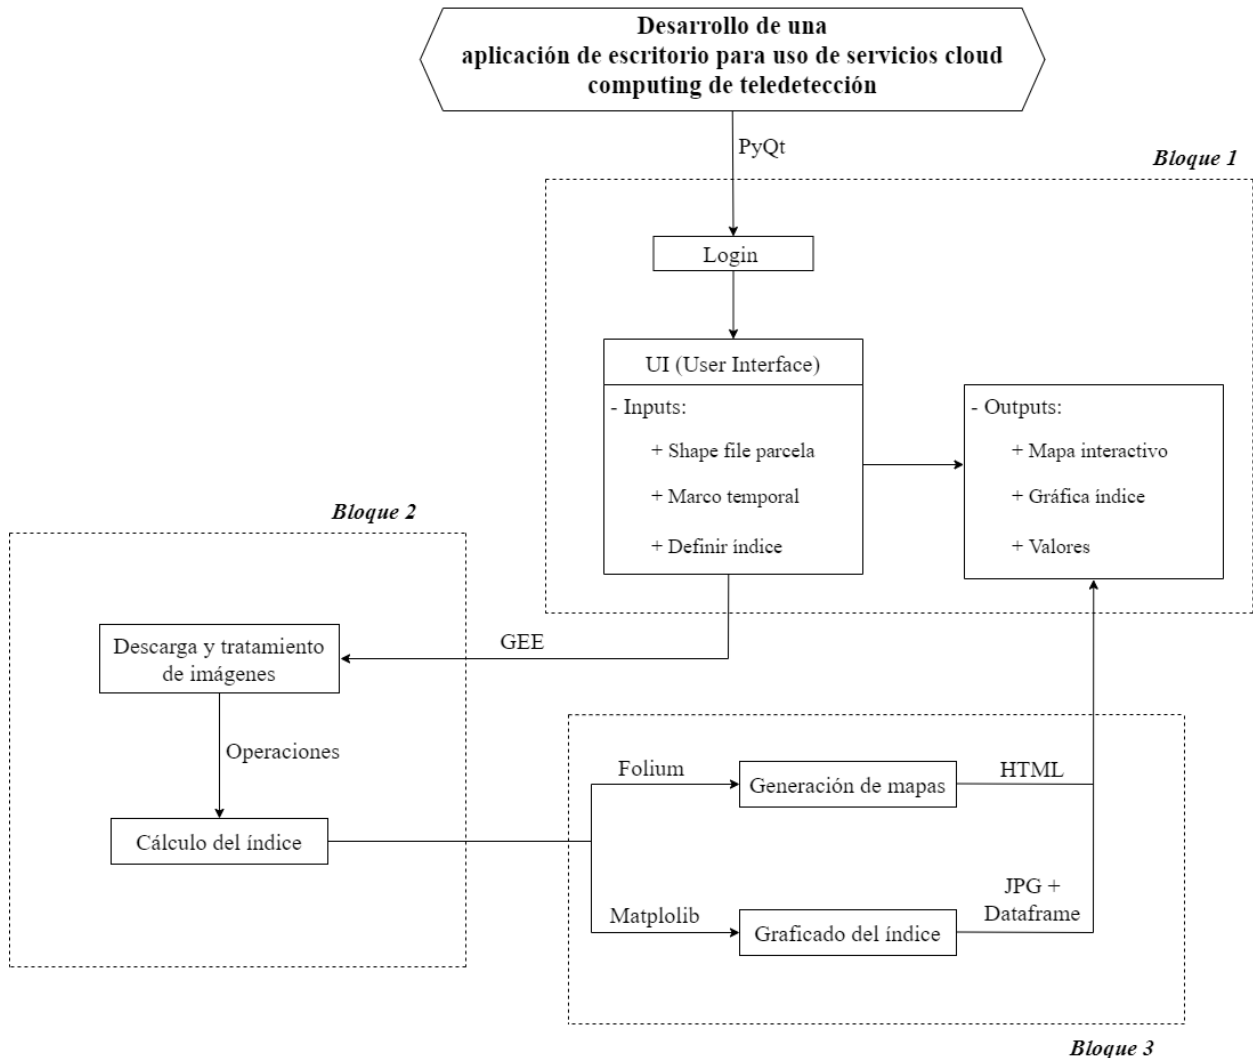 Desarrollo de una
aplicación de escritorio para uso de servicios cloud
computing de teledetección
PyQt
Bloque 1
Login
UI (User Interface)
- Inputs:
+ Shape file parcela
+ Marco temporal
+ Definir índice
- Outputs:
+ Mapa interactivo
+ Gráfica índice
+ Valores
Bloque 2
GEE
Descarga y tratamiento
de imágenes
Operaciones
Cálculo del índice
Folium
Generación de mapas
HTML
Matplolib
Graficado del índice
JPG +
Dataframe
Bloque 3